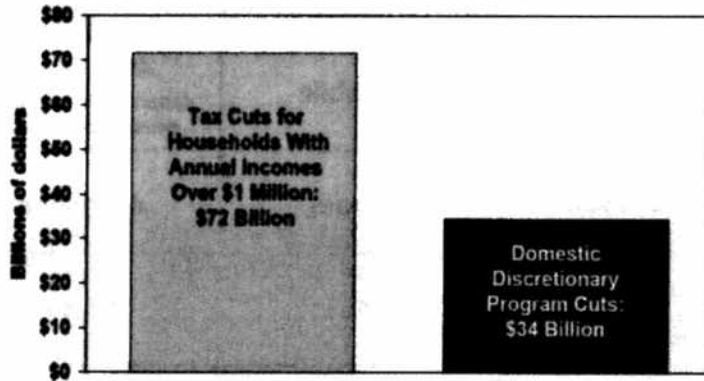 $80
$70
$60
$50
$40
$30
$20
$10
$0
Billions of dollars
Tax Cuts for
Households With
Annual Incomes
Over $1 Million:
$72 Billion
Domestic
Discretionary
Program Cuts:
$34 Billion